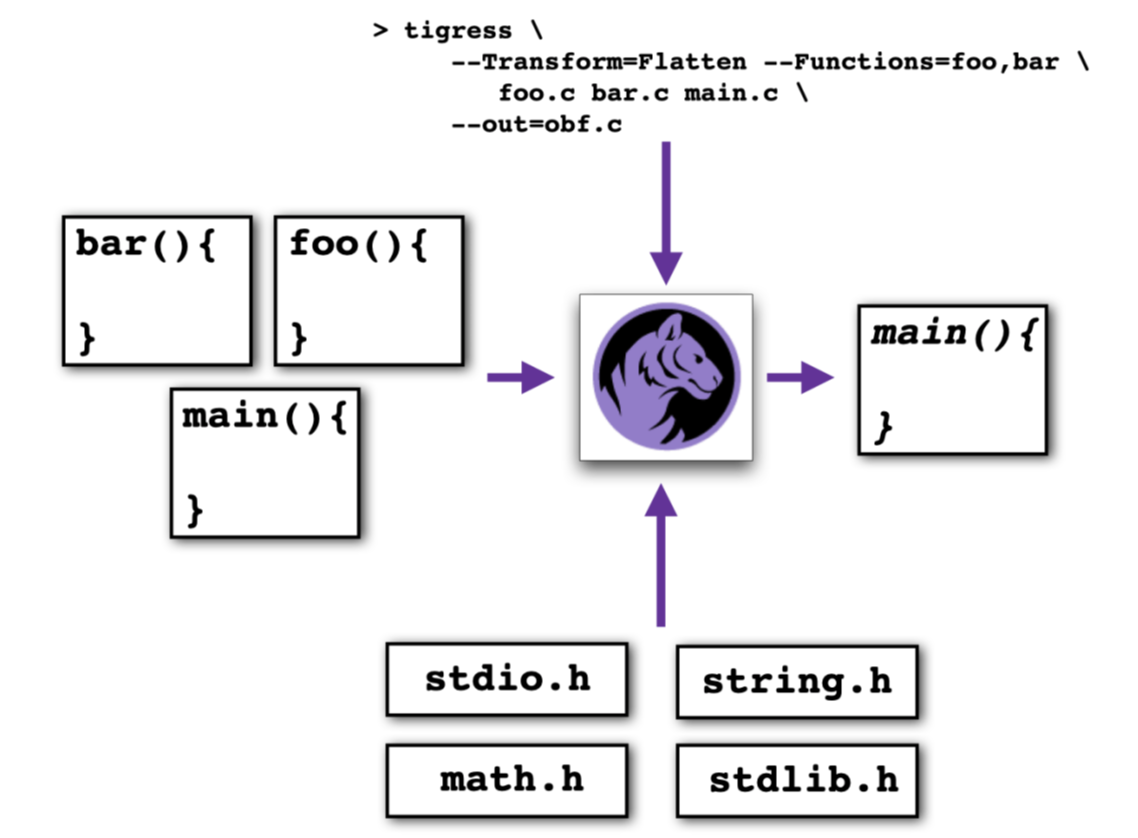 > tigress \
--Transform=Flatten --Functions=foo,bar \
foo.c bar.c main.c \
--out=obf.c
bar(){
}
foo(){
}
main(){
}
main(){
}
stdio.h
string.h
math.h
stdlib.h